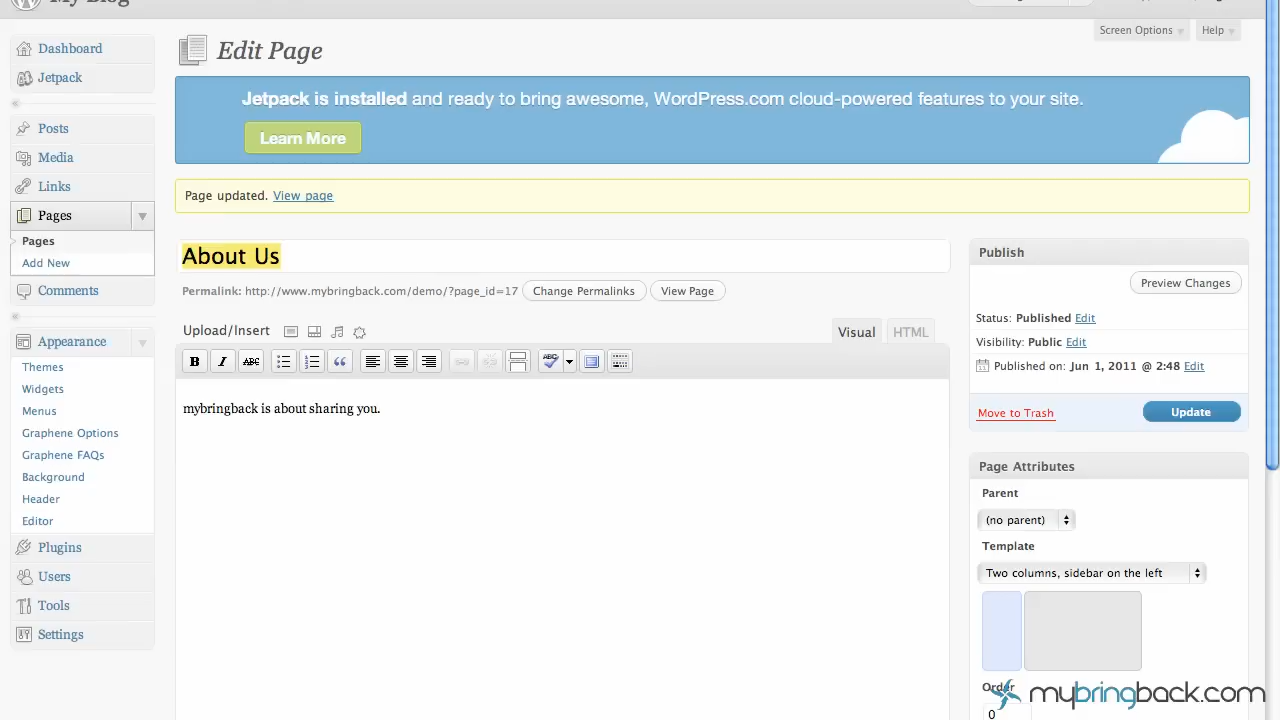 My Blog
Screen Options
Help
Dashboard
Jetpack
Posts
Media
Links
Pages
Pages
Add New
Comments
Appearance
Themes
Widgets
Menus
Graphene Options
Graphene FAQs
Background
Header
Editor
Plugins
Users
Tools
Settings
Edit Page
Jetpack is installed and ready to bring awesome, WordPress.com cloud-powered features to your site.
Learn More
Page updated. View page
About Us
Permalink: http://www.mybringback.com/demo/?page_id=17 Change Permalinks View Page
Upload/Insert
Visual HTML
B I ABC ABC
mybringback is about sharing you.
Publish
Preview Changes
Status: Published Edit
Visibility: Public Edit
Published on: Jun 1, 2011 @ 2:48 Edit
Move to Trash Update
Page Attributes
Parent
(no parent)
Template
Two columns, sidebar on the left
Order
0
mybringback.com